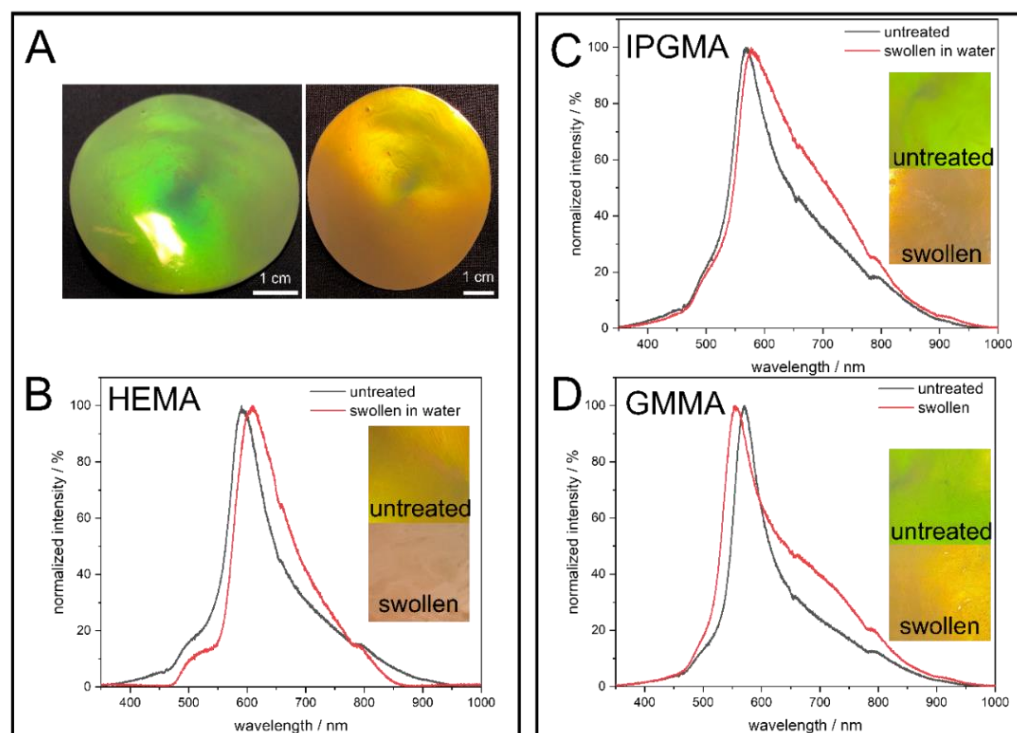 A
1 cm
1 cm
B
HEMA
untreated
swollen in water
normalized intensity / %
100
80
60
40
20
0
untreated
swollen
400 500 600 700 800 900 1000
wavelength / nm
C
IPGMA
untreated
swollen in water
normalized intensity / %
100
80
60
40
20
0
untreated
swollen
400 500 600 700 800 900 1000
wavelength / nm
D
GMMA
untreated
swollen
normalized intensity / %
100
80
60
40
20
0
untreated
swollen
400 500 600 700 800 900 1000
wavelength / nm